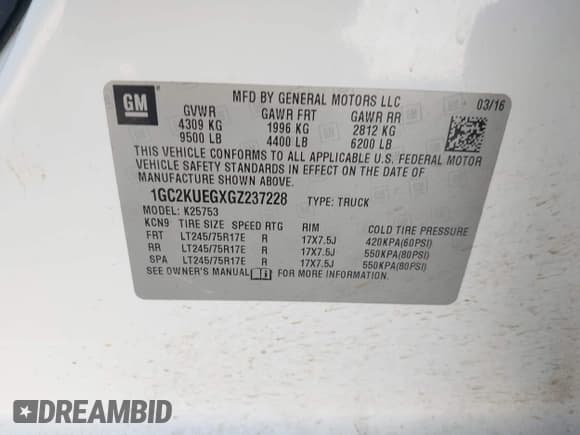 GM
MFD BY GENERAL MOTORS LLC 03/16
GVWR GAWR FRT GAWR RR
4309 KG 1996 KG 2812 KG
9500 LB 4400 LB 6200 LB
THIS VEHICLE CONFORMS TO ALL APPLICABLE U.S. FEDERAL MOTOR
VEHICLE SAFETY STANDARDS IN EFFECT ON THE DATE OF
MANUFACTURE SHOWN ABOVE.
1GC2KUEGXGZ237228 TYPE: TRUCK
MODEL: K25753
KCN9 TIRE SIZE SPEED RTG RIM COLD TIRE PRESSURE
FRT LT245/75R17E R 17X7.5J 420KPA(60PSI)
RR LT245/75R17E R 17X7.5J 550KPA(80PSI)
SPA LT245/75R17E R 17X7.5J 550KPA(80PSI)
SEE OWNER'S MANUAL FOR MORE INFORMATION.
DREAMBID